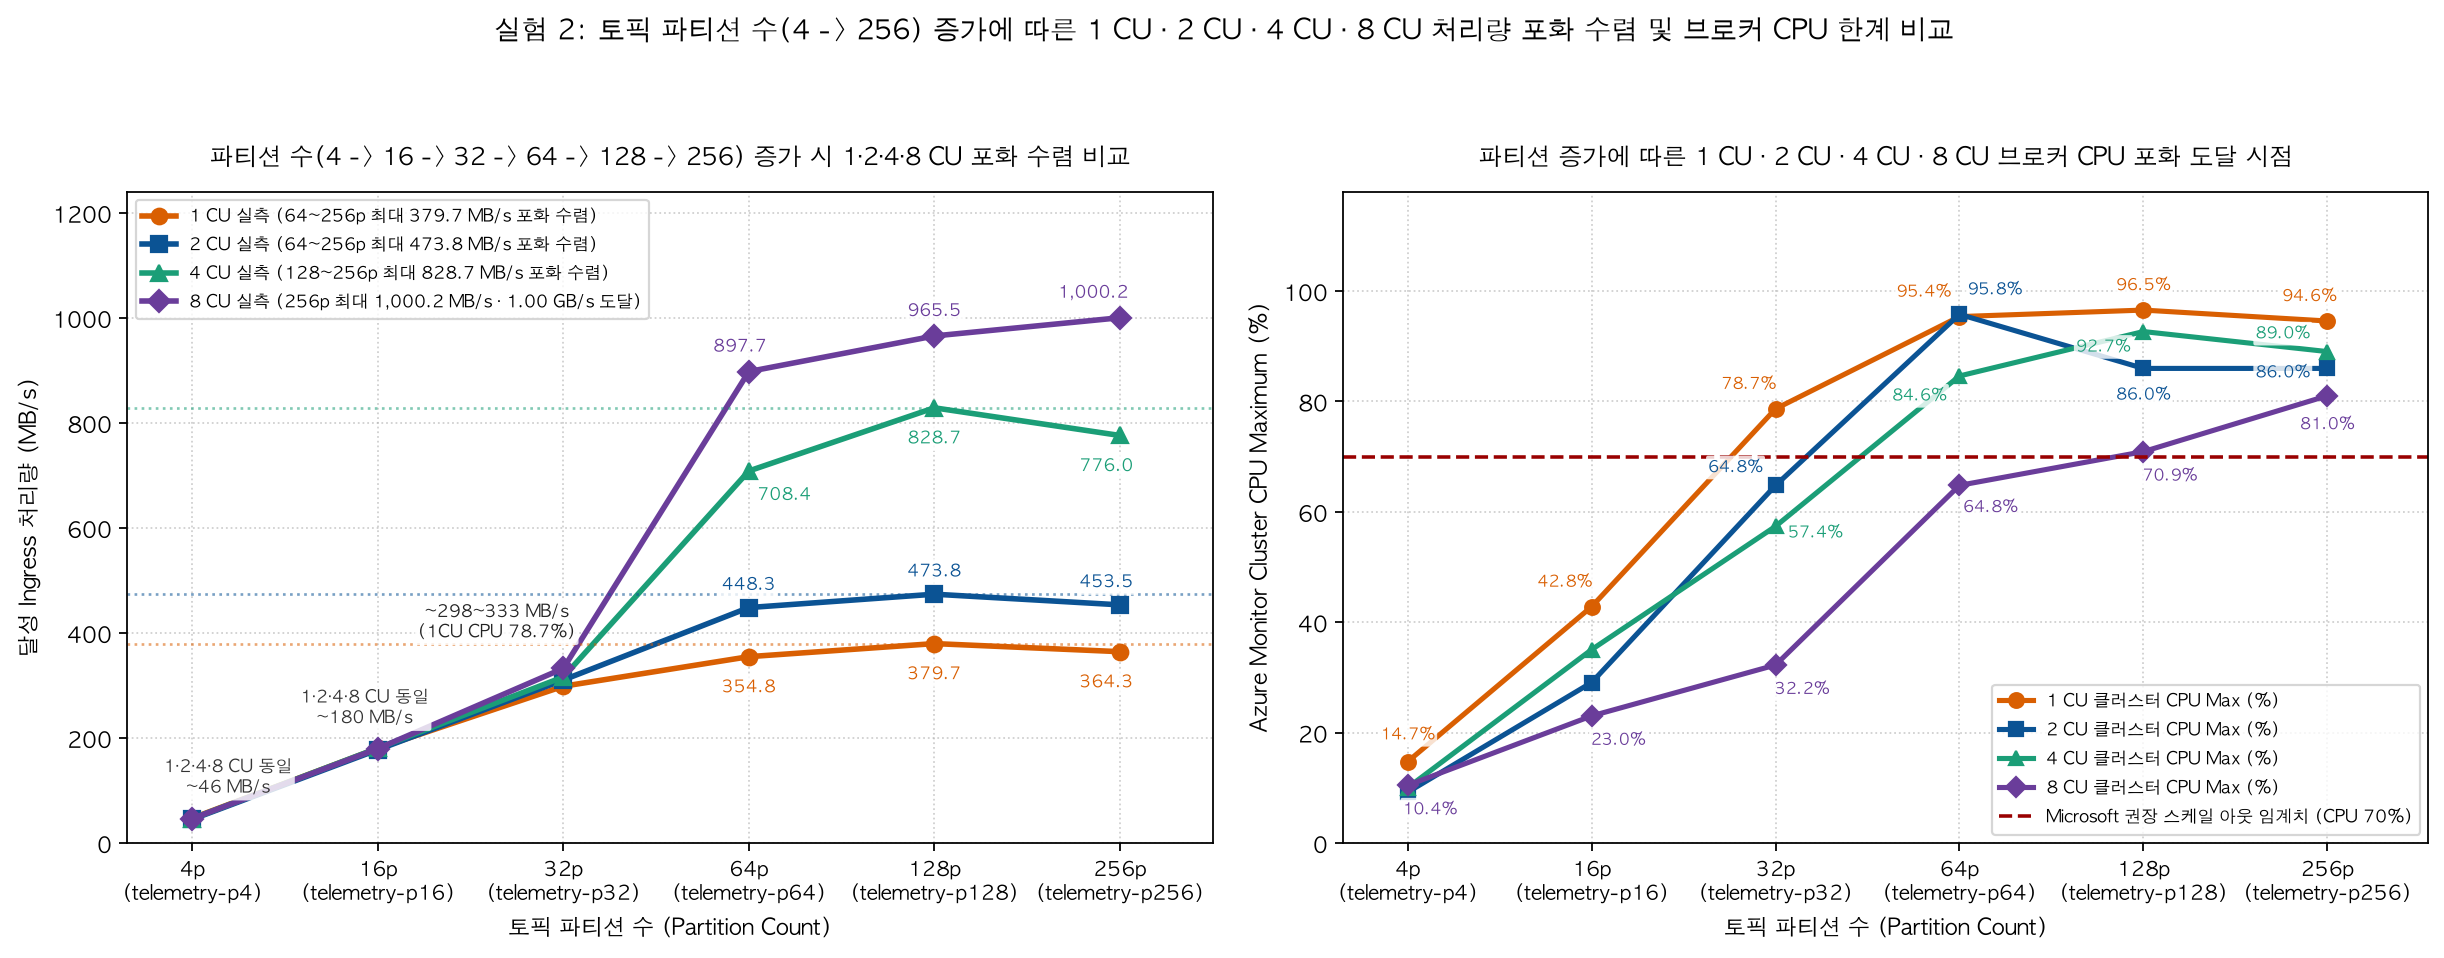 실험 2: 토픽 파티션 수(4 -> 256) 증가에 따른 1 CU · 2 CU · 4 CU · 8 CU 처리량 포화 수렴 및 브로커 CPU 한계 비교
파티션 수(4 -> 16 -> 32 -> 64 -> 128 -> 256) 증가 시 1·2·4·8 CU 포화 수렴 비교
달성 Ingress 처리량 (MB/s)
1200
1000
800
600
400
200
0
1 CU 실측 (64~256p 최대 379.7 MB/s 포화 수렴)
2 CU 실측 (64~256p 최대 473.8 MB/s 포화 수렴)
4 CU 실측 (128~256p 최대 828.7 MB/s 포화 수렴)
8 CU 실측 (256p 최대 1,000.2 MB/s · 1.00 GB/s 도달)
1,000.2
965.5
897.7
828.7
776.0
708.4
473.8
453.5
448.3
379.7
364.3
354.8
~298~333 MB/s
(1CU CPU 78.7%)
1·2·4·8 CU 동일
~180 MB/s
1·2·4·8 CU 동일
~46 MB/s
4p
(telemetry-p4)
16p
(telemetry-p16)
32p
(telemetry-p32)
64p
(telemetry-p64)
128p
(telemetry-p128)
256p
(telemetry-p256)
토픽 파티션 수 (Partition Count)
파티션 증가에 따른 1 CU · 2 CU · 4 CU · 8 CU 브로커 CPU 포화 도달 시점
Azure Monitor Cluster CPU Maximum (%)
100
80
60
40
20
0
14.7%
10.4%
42.8%
23.0%
78.7%
64.8%
57.4%
32.2%
95.4%
95.8%
84.6%
64.8%
96.5%
92.7%
86.0%
70.9%
94.6%
89.0%
86.0%
81.0%
1 CU 클러스터 CPU Max (%)
2 CU 클러스터 CPU Max (%)
4 CU 클러스터 CPU Max (%)
8 CU 클러스터 CPU Max (%)
Microsoft 권장 스케일 아웃 임계치 (CPU 70%)
4p
(telemetry-p4)
16p
(telemetry-p16)
32p
(telemetry-p32)
64p
(telemetry-p64)
128p
(telemetry-p128)
256p
(telemetry-p256)
토픽 파티션 수 (Partition Count)